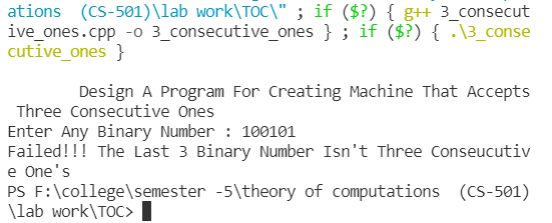 ations  (CS-501)\lab work\TOC\" ; if ($?) { g++ 3_consecut
ive_ones.cpp -o 3_consecutive_ones } ; if ($?) { .\3_conse
cutive_ones }
Design A Program For Creating Machine That Accepts
Three Consecutive Ones
Enter Any Binary Number : 100101
Failed!!! The Last 3 Binary Number Isn't Three Conseucutiv
e One's
PS F:\college\semester -5\theory of computations  (CS-501)
\lab work\TOC>